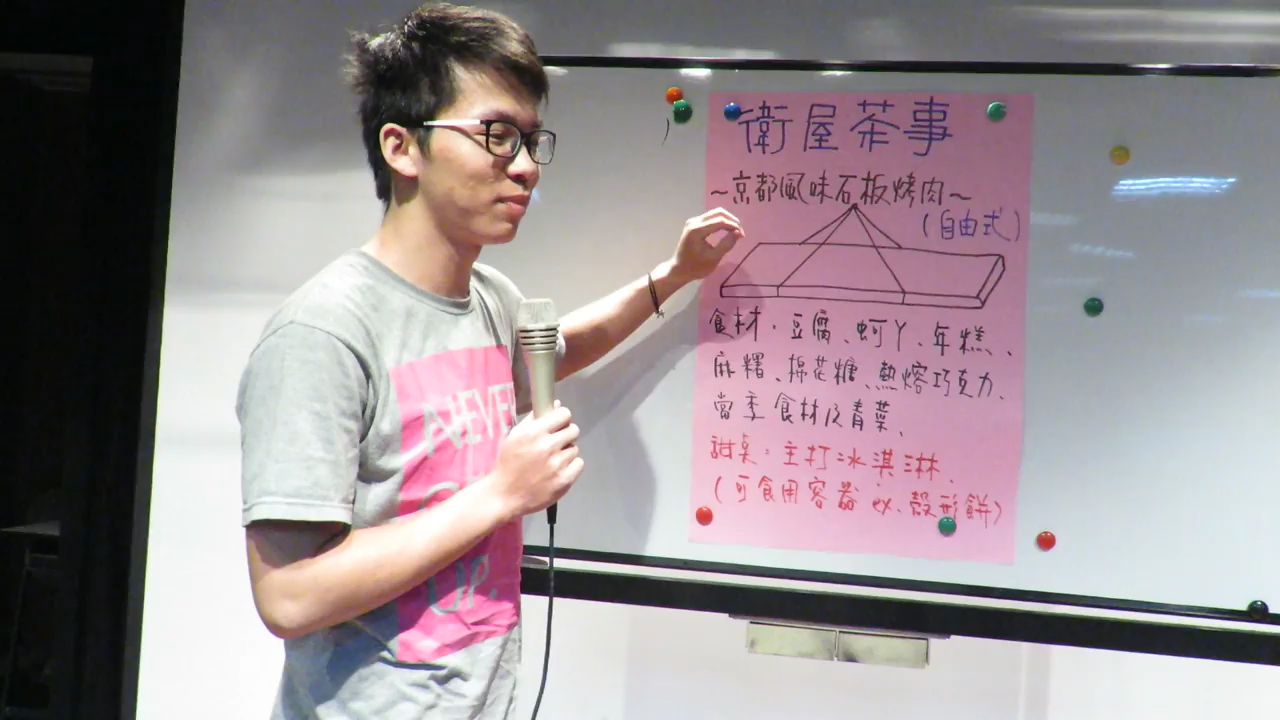 衛屋茶事
~京都風味石板烤肉~
(自由式)
食材:豆腐、蚵丫、年糕、
麻糬、棉花糖、熱熔巧克力、
當季食材及青菜、
甜桌:主打冰淇淋、
(可食用容器 ex.殼形餅)
NEVER
UP.